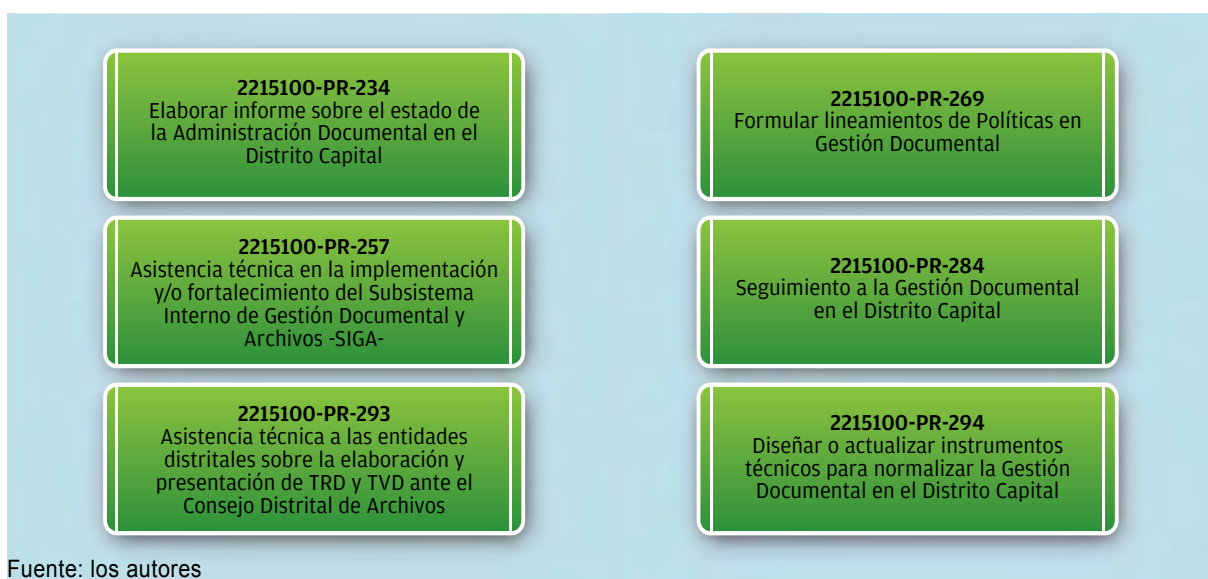 2215100-PR-234
Elaborar informe sobre el estado de
la Administración Documental en el
Distrito Capital
2215100-PR-269
Formular lineamientos de Políticas en
Gestión Documental
2215100-PR-257
Asistencia técnica en la implementación
y/o fortalecimiento del Subsistema
Interno de Gestión Documental y
Archivos -SIGA-
2215100-PR-284
Seguimiento a la Gestión Documental
en el Distrito Capital
2215100-PR-293
Asistencia técnica a las entidades
distritales sobre la elaboración y
presentación de TRD y TVD ante el
Consejo Distrital de Archivos
2215100-PR-294
Diseñar o actualizar instrumentos
técnicos para normalizar la Gestión
Documental en el Distrito Capital
Fuente: los autores